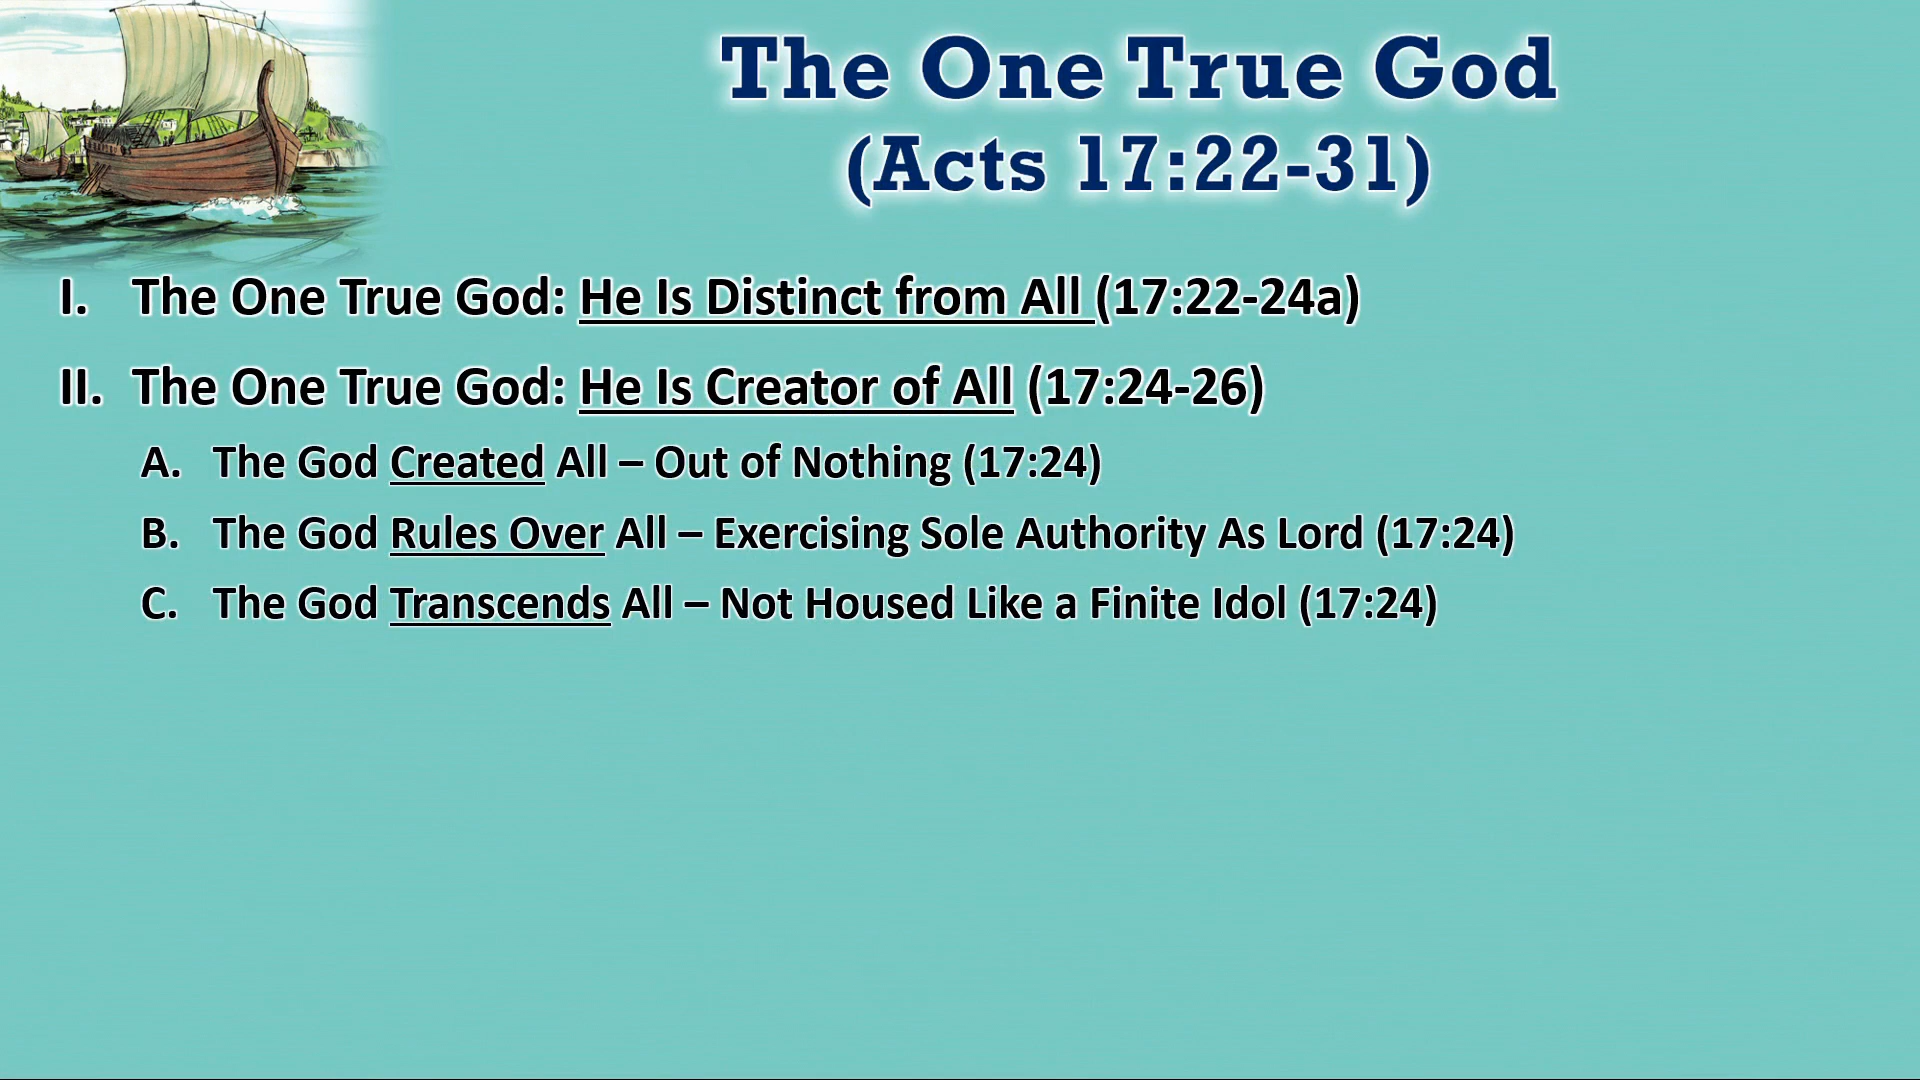 The One True God
(Acts 17:22-31)
I. The One True God: He Is Distinct from All (17:22-24a)
II. The One True God: He Is Creator of All (17:24-26)
A. The God Created All – Out of Nothing (17:24)
B. The God Rules Over All – Exercising Sole Authority As Lord (17:24)
C. The God Transcends All – Not Housed Like a Finite Idol (17:24)